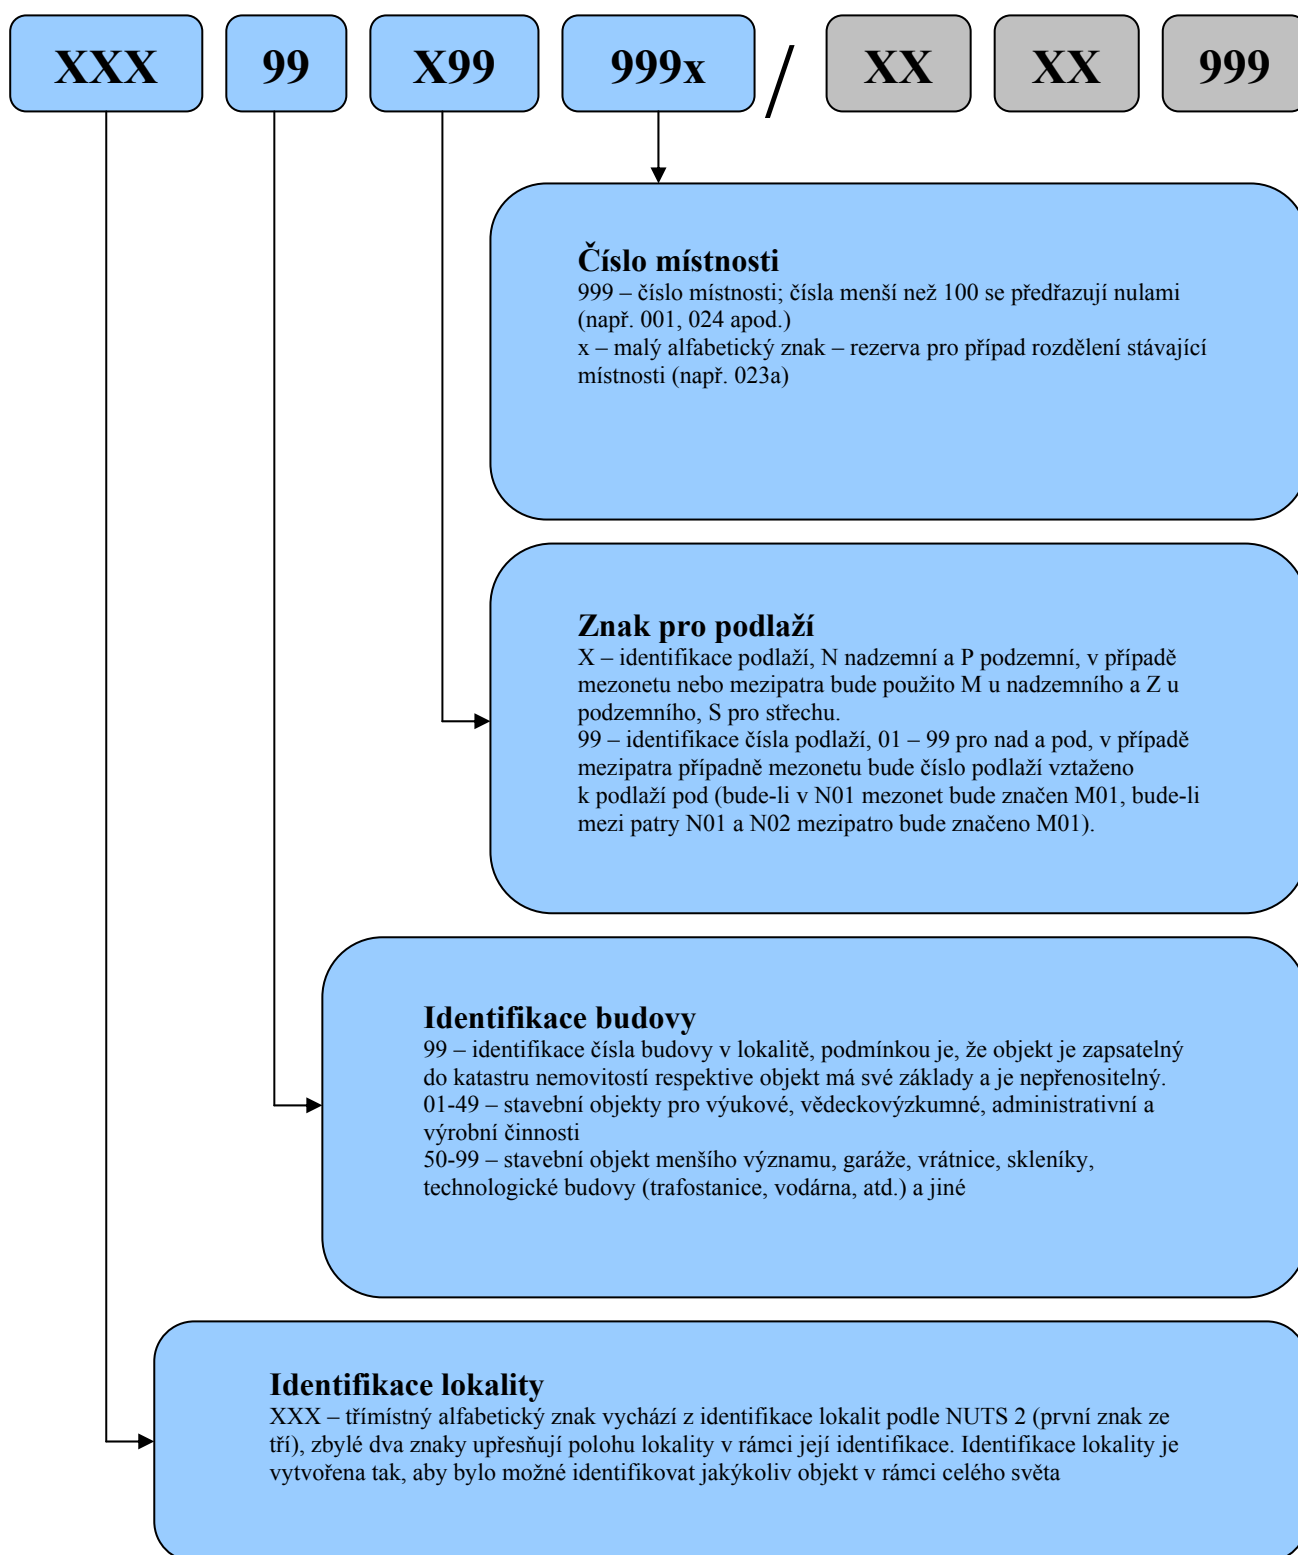 XXX 99 X99 999x / XX XX 999
Číslo místnosti
999 – číslo místnosti; čísla menší než 100 se předřazují nulami
(např. 001, 024 apod.)
x – malý alfabetický znak – rezerva pro případ rozdělení stávající
místnosti (např. 023a)
Znak pro podlaží
X – identifikace podlaží, N nadzemní a P podzemní, v případě
mezonetu nebo mezipatra bude použito M u nadzemního a Z u
podzemního, S pro střechu.
99 – identifikace čísla podlaží, 01 – 99 pro nad a pod, v případě
mezipatra případně mezonetu bude číslo podlaží vztaženo
k podlaží pod (bude-li v N01 mezonet bude značen M01, bude-li
mezi patry N01 a N02 mezipatro bude značeno M01).
Identifikace budovy
99 – identifikace čísla budovy v lokalitě, podmínkou je, že objekt je zapsatelný
do katastru nemovitostí respektive objekt má své základy a je nepřenositelný.
01-49 – stavební objekty pro výukové, vědeckovýzkumné, administrativní a
výrobní činnosti
50-99 – stavební objekt menšího významu, garáže, vrátnice, skleníky,
technologické budovy (trafostanice, vodárna, atd.) a jiné
Identifikace lokality
XXX – třímístný alfabetický znak vychází z identifikace lokalit podle NUTS 2 (první znak ze
tří), zbylé dva znaky upřesňují polohu lokality v rámci její identifikace. Identifikace lokality je
vytvořena tak, aby bylo možné identifikovat jakýkoliv objekt v rámci celého světa